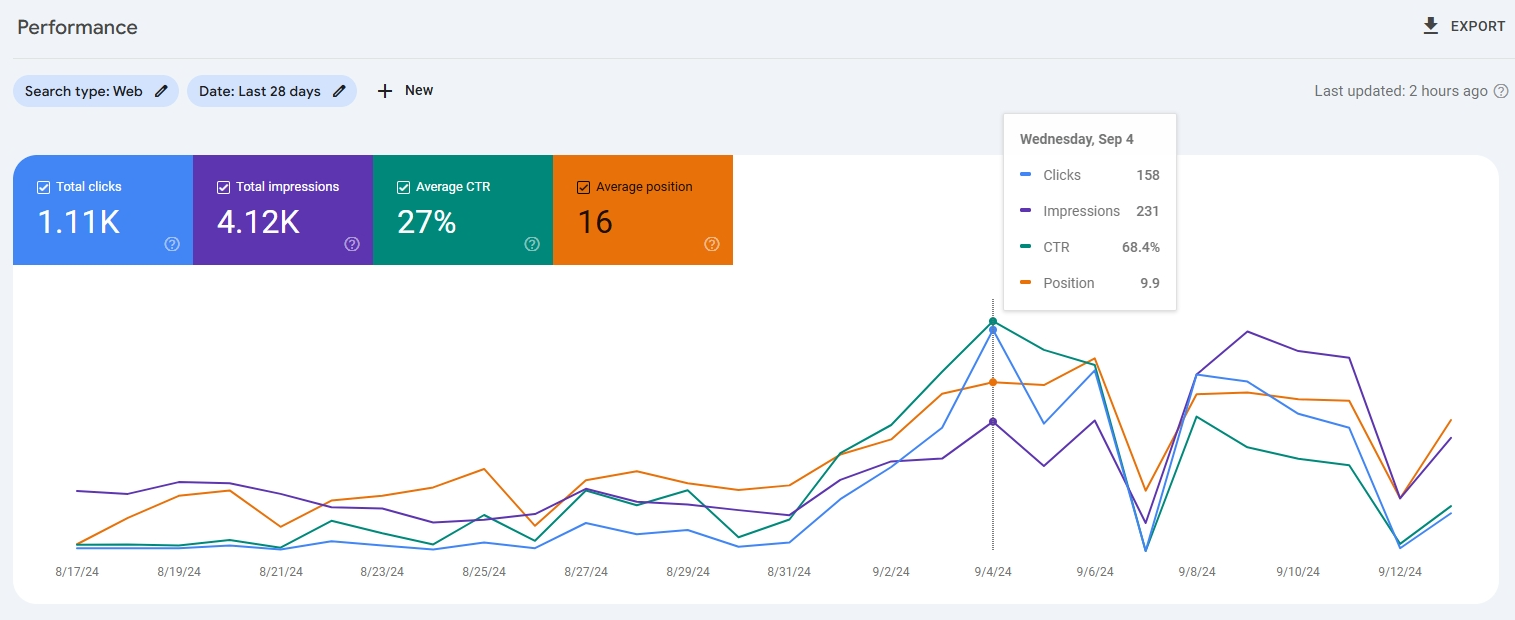 Performance
EXPORT
Search type: Web
Date: Last 28 days
New
Last updated: 2 hours ago
Wednesday, Sep 4
Clicks 158
Impressions 231
CTR 68.4%
Position 9.9
Total clicks
1.11K
Total impressions
4.12K
Average CTR
27%
Average position
16
8/17/24 8/19/24 8/21/24 8/23/24 8/25/24 8/27/24 8/29/24 8/31/24 9/2/24 9/4/24 9/6/24 9/8/24 9/10/24 9/12/24